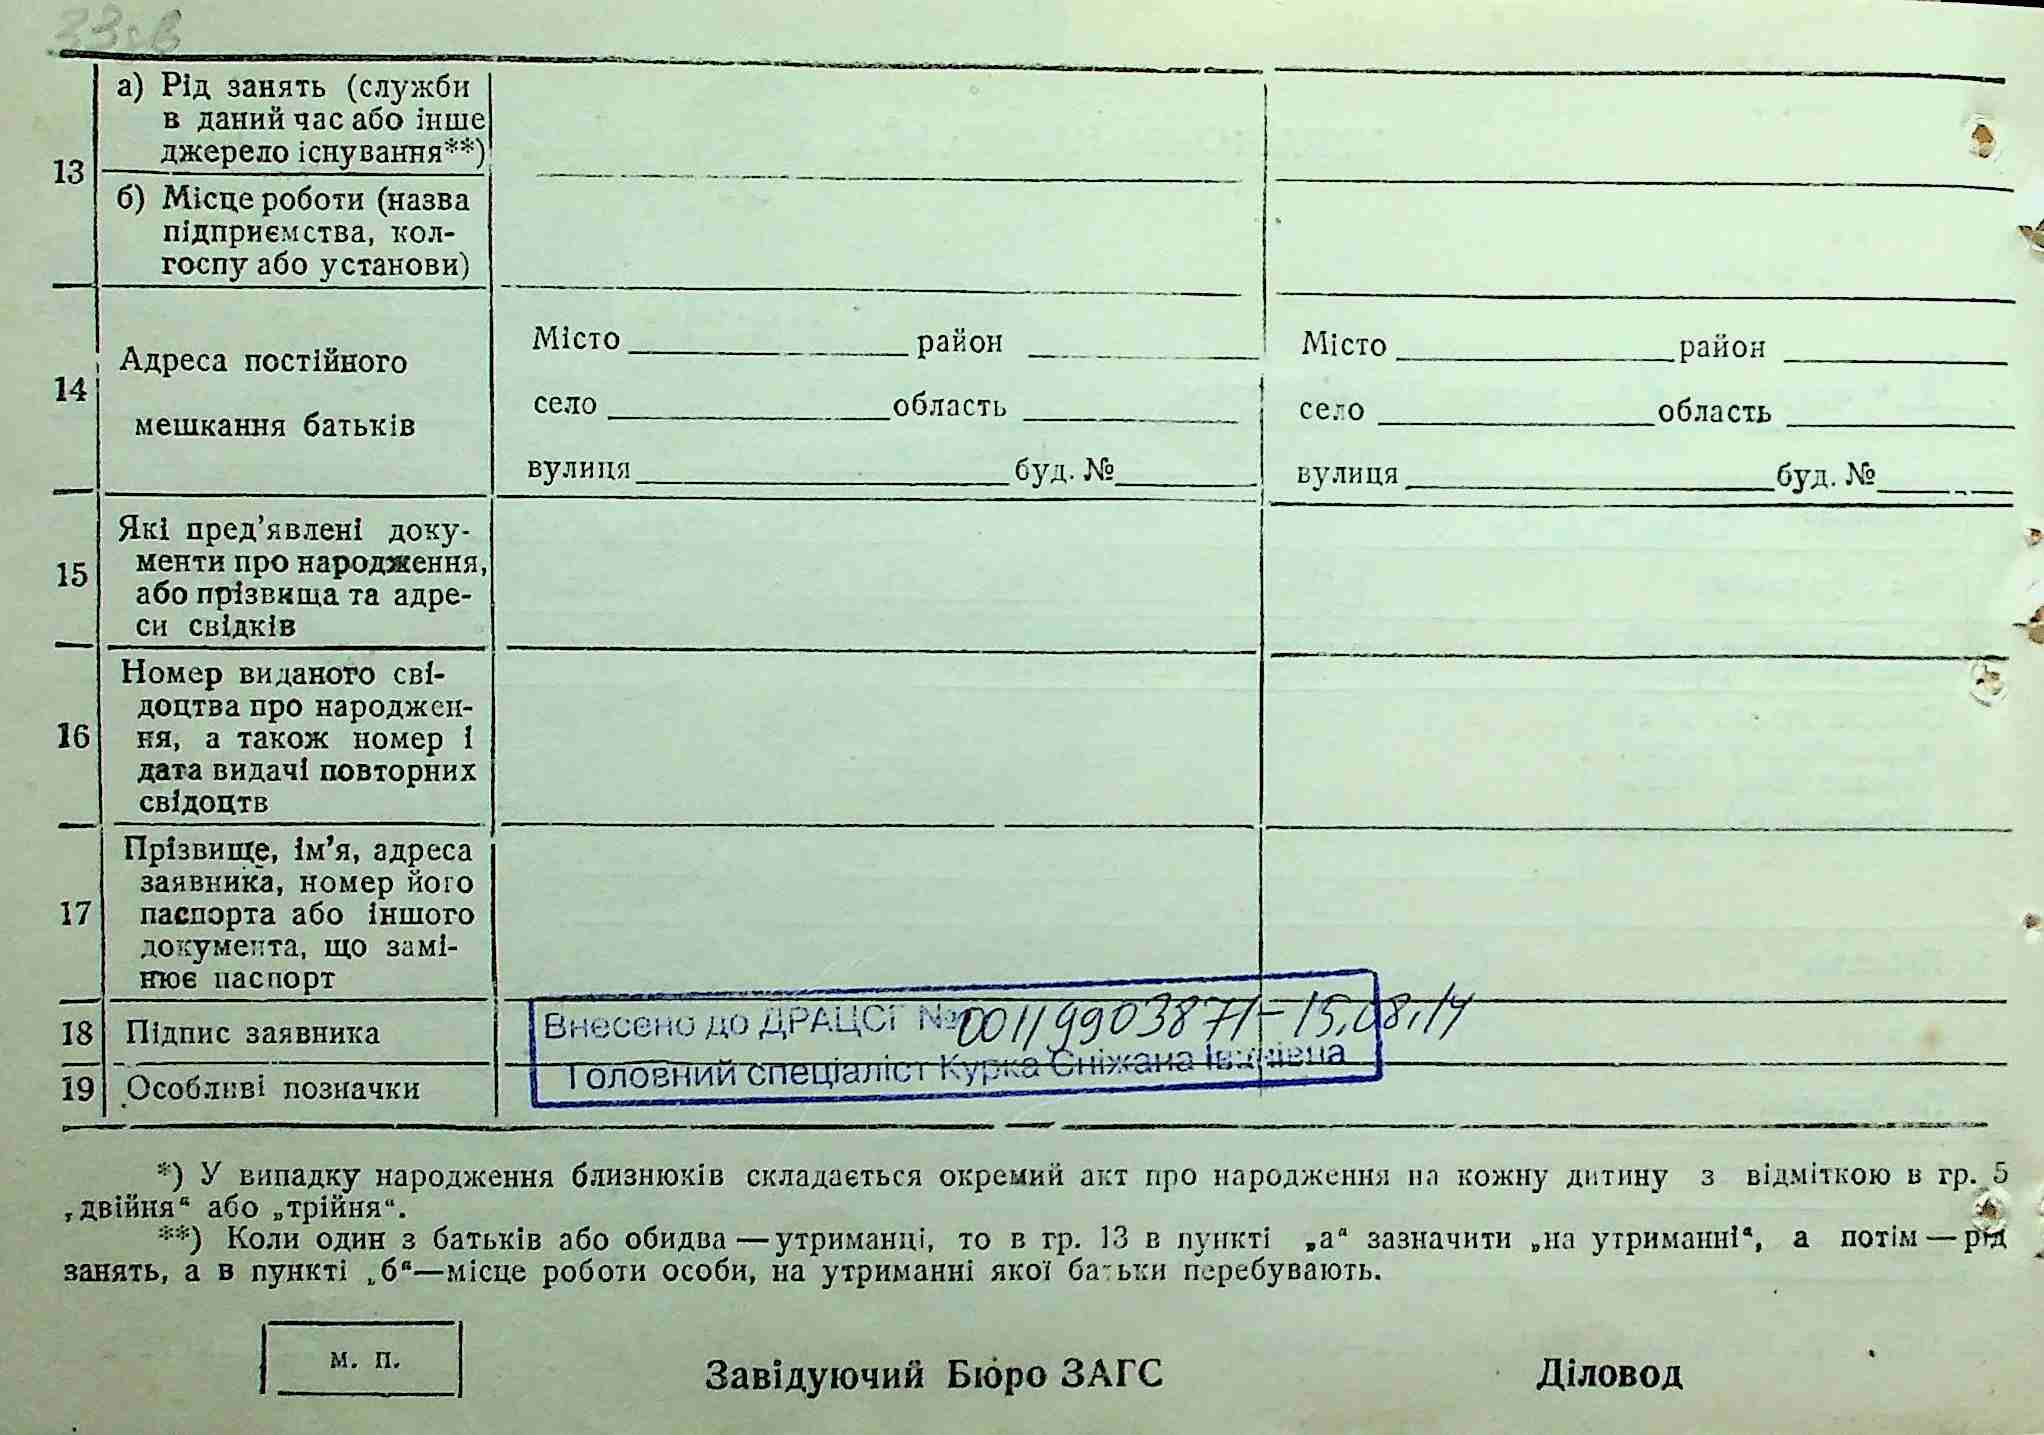 33зв
а) Рід занять (служби
в даний час або інше
джерело існування**)
13
б) Місце роботи (назва
підприємства, кол-
госпу або установи)
Місто район Місто район
Адреса постійного
14
село область село область
мешкання батьків
вулиця буд. № вулиця буд. №
Які пред’явлені доку-
менти про народження,
15
або прізвища та адре-
си свідків
Номер виданого сві-
доцтва про народжен-
16 ня, а також номер і
дата видачі повторних
свідоцтв
Прізвище, ім’я, адреса
заявника, номер його
17 паспорта або іншого
документа, що замі-
нює паспорт
18 Підпис заявника
Внесено до ДРАЦСГ № 00119903871 – 15.08.14
Головний спеціаліст Курка Сніжана Іванівна
19 Особливі позначки
*) У випадку народження близнюків складається окремий акт про народження на кожну дитину з відміткою в гр. 5
„двійня“ або „трійня“.
**) Коли один з батьків або обидва — утриманці, то в гр. 13 в пункті „а“ зазначити „на утриманні“, а потім — рід
занять, а в пункті „б“—місце роботи особи, на утриманні якої батьки перебувають.
м. п.
Завідуючий Бюро ЗАГС Діловод